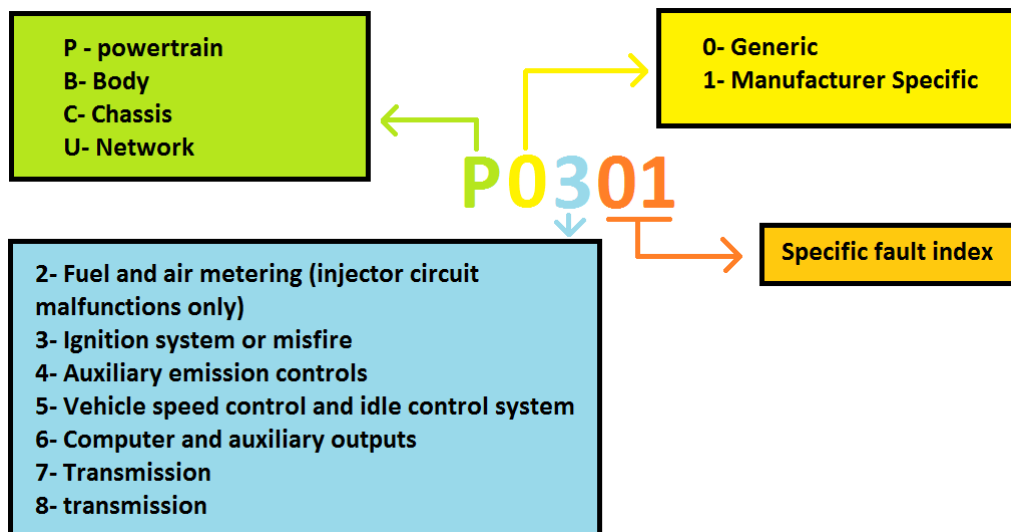 P - powertrain
B- Body
C- Chassis
U- Network
0- Generic
1- Manufacturer Specific
P0301
Specific fault index
2- Fuel and air metering (injector circuit
malfunctions only)
3- Ignition system or misfire
4- Auxiliary emission controls
5- Vehicle speed control and idle control system
6- Computer and auxiliary outputs
7- Transmission
8- transmission